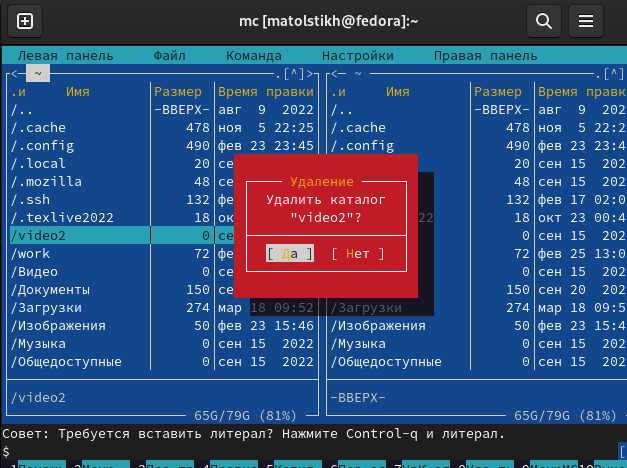 mc [matolstikh@fedora]:~
Левая панель Файл Команда Настройки Правая панель
<─ ~ .[^]> <─ ~ .[^]
.и Имя Размер Время правки .и Имя Размер Время правк
/.. -ВВЕРХ- авг 9 2022 /.. -ВВЕРХ- авг 9 202
/.cache 478 ноя 5 22:25 /.cache 478 ноя 5 22:2
/.config 490 фев 23 23:45 /.config 490 фев 23 23:4
/.local 20 сен 20 сен 15 202
/.mozilla 48 сен 48 сен 15 202
/.ssh 132 фев 132 фев 17 02:0
/.texlive2022 18 ок 22 18 окт 23 00:4
/video2 0 се 0 сен 15 202
/work 72 фе 72 фев 25 13:0
/Видео 0 се 0 сен 15 202
/Документы 150 се 150 сен 20 202
/Загрузки 274 мар 18 09:52 /Загрузки 274 мар 18 09:5
/Изображения 50 фев 23 15:46 /Изображения 50 фев 23 15:4
/Музыка 0 сен 15 2022 /Музыка 0 сен 15 202
/Общедоступные 0 сен 15 2022 /Общедоступные 0 сен 15 202
Удаление
Удалить каталог
"video2"?
[ Да ] [ Нет ]
/video2 -ВВЕРХ-
65G/79G (81%) 65G/79G (81%)
Совет: Требуется вставить литерал? Нажмите Control-q и литерал.
$ [